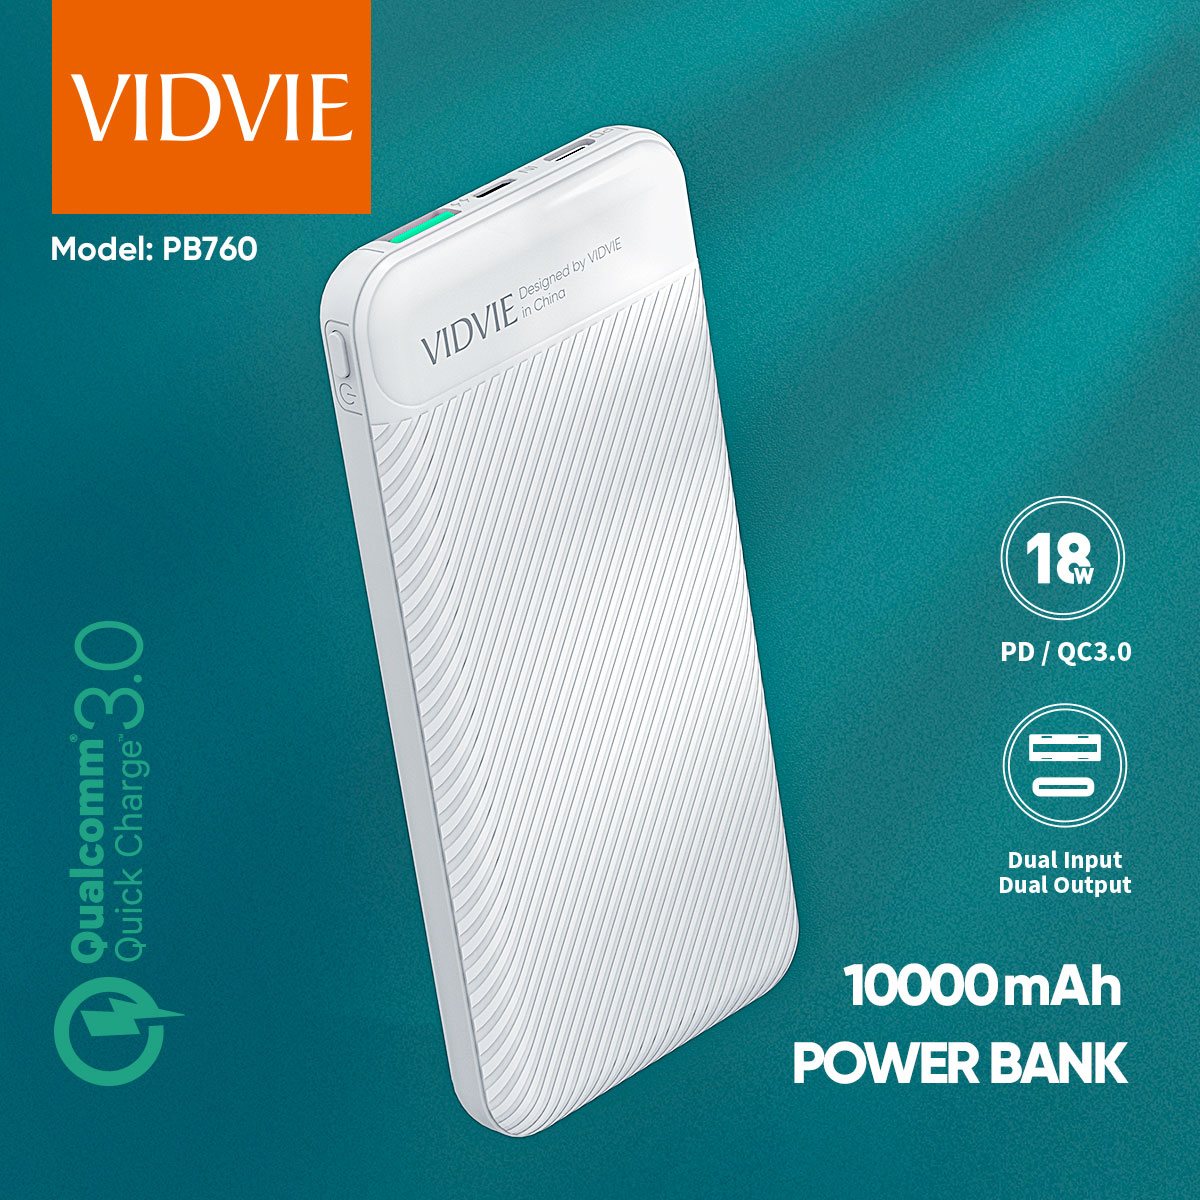 VIDVIE
Model: PB760
VIDVIE Designed by VIDVIE
in China
18W
PD / QC3.0
Dual Input
Dual Output
Qualcomm®
Quick Charge™ 3.0
10000mAh
POWER BANK